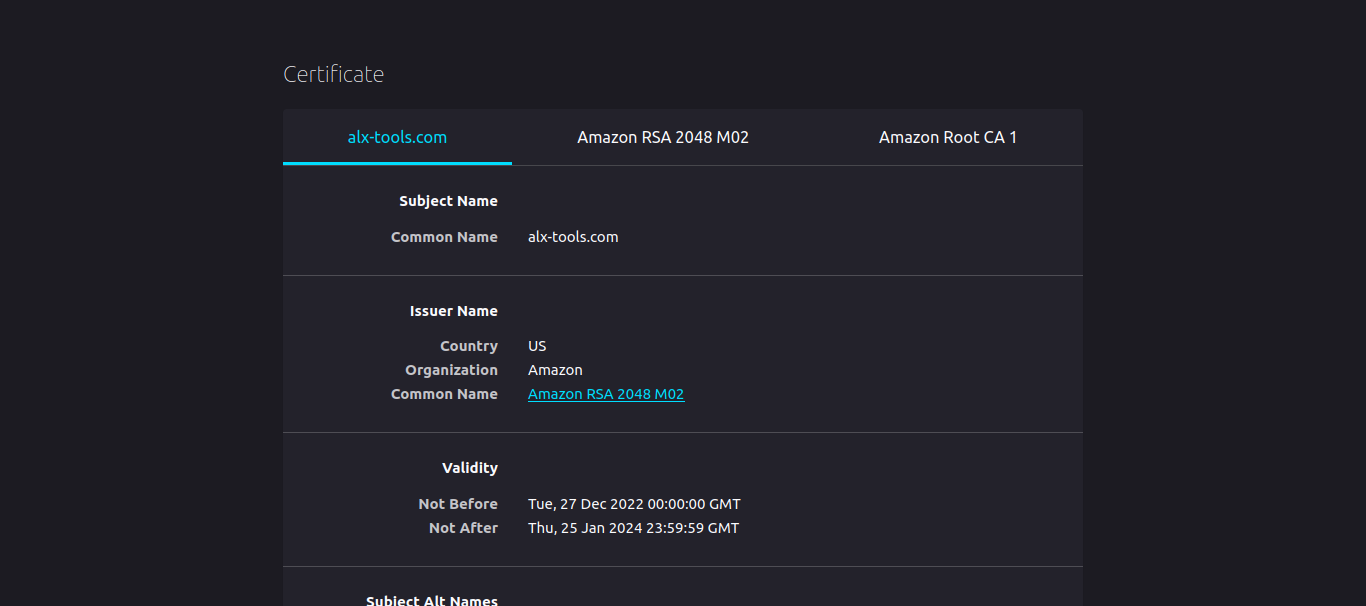 Certificate
alx-tools.com Amazon RSA 2048 M02 Amazon Root CA 1
Subject Name
Common Name alx-tools.com
Issuer Name
Country US
Organization Amazon
Common Name Amazon RSA 2048 M02
Validity
Not Before Tue, 27 Dec 2022 00:00:00 GMT
Not After Thu, 25 Jan 2024 23:59:59 GMT
Subject Alt Names